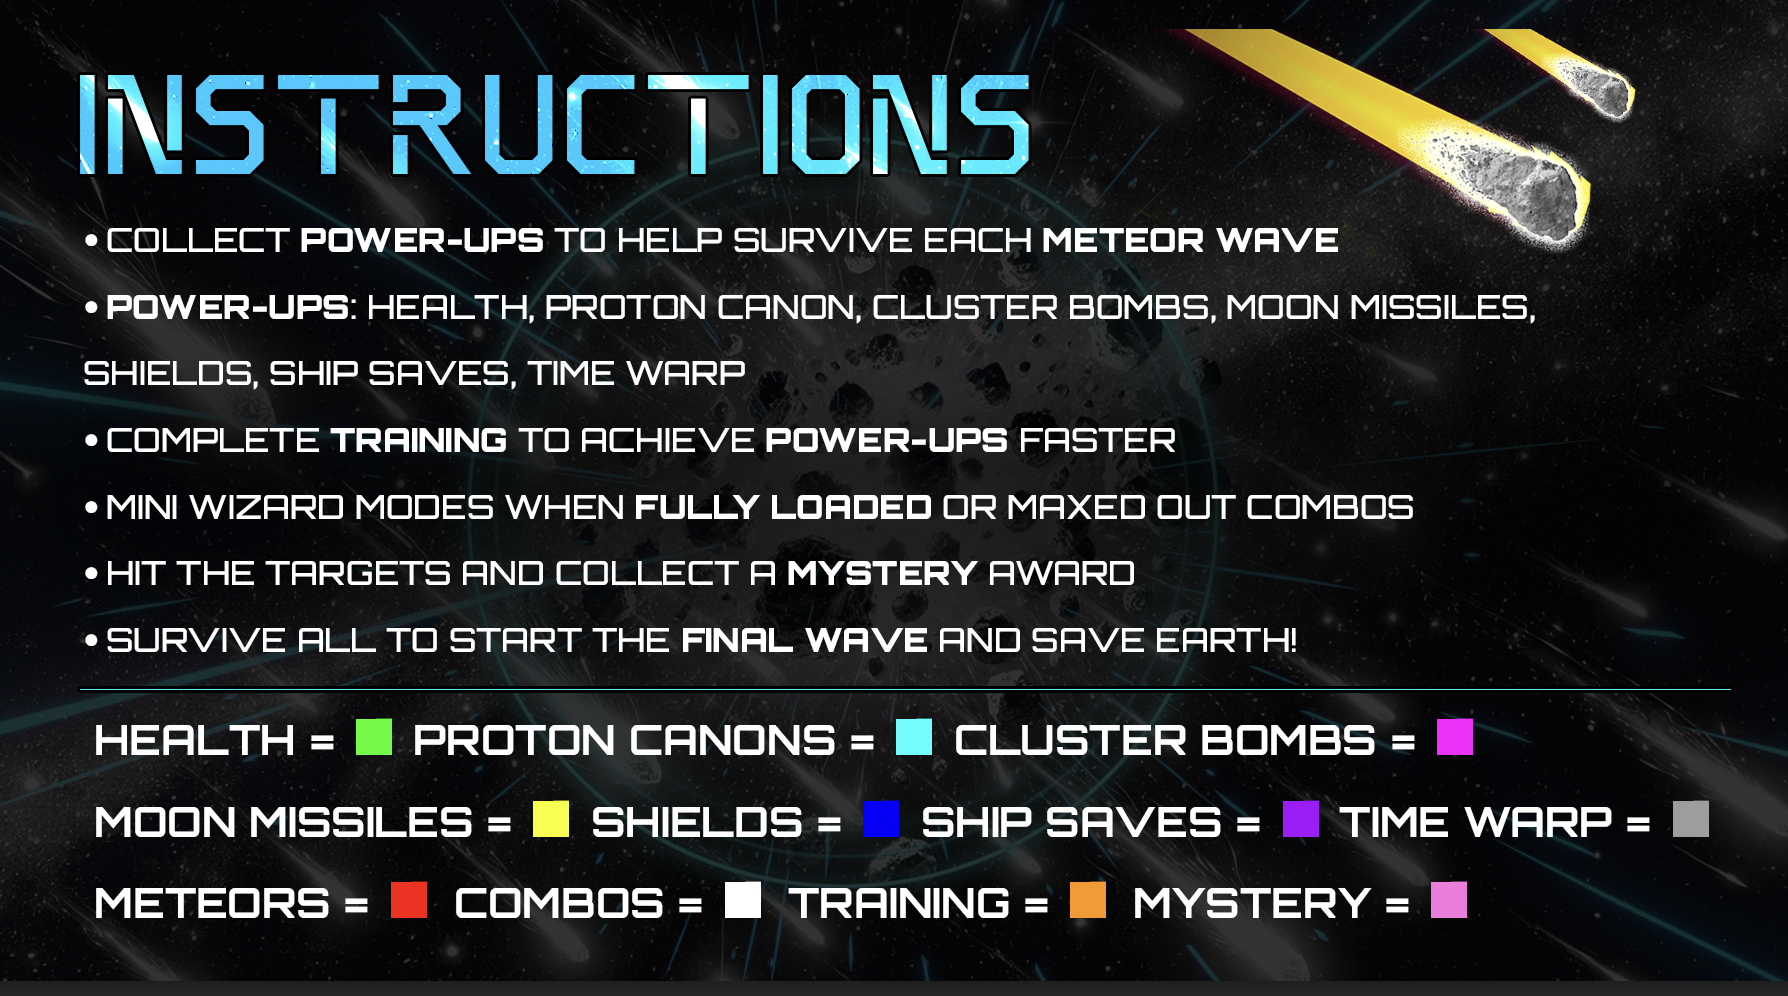 INSTRUCTIONS
• COLLECT POWER-UPS TO HELP SURVIVE EACH METEOR WAVE
• POWER-UPS: HEALTH, PROTON CANON, CLUSTER BOMBS, MOON MISSILES,
SHIELDS, SHIP SAVES, TIME WARP
• COMPLETE TRAINING TO ACHIEVE POWER-UPS FASTER
• MINI WIZARD MODES WHEN FULLY LOADED OR MAXED OUT COMBOS
• HIT THE TARGETS AND COLLECT A MYSTERY AWARD
• SURVIVE ALL TO START THE FINAL WAVE AND SAVE EARTH!
HEALTH = PROTON CANONS = CLUSTER BOMBS =
MOON MISSILES = SHIELDS = SHIP SAVES = TIME WARP =
METEORS = COMBOS = TRAINING = MYSTERY =